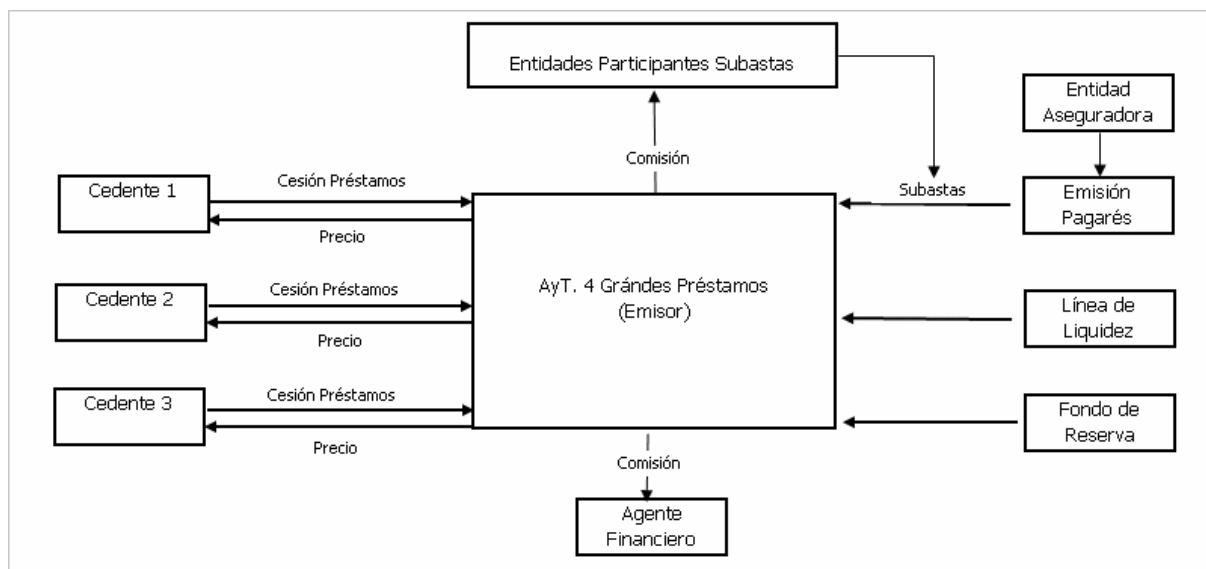 Entidades Participantes Subastas
Entidad
Aseguradora
Comisión
Cedente 1
Cesión Préstamos
Precio
Subastas
Emisión
Pagarés
AyT. 4 Grándes Préstamos
(Emisor)
Cedente 2
Cesión Préstamos
Precio
Línea de
Liquidez
Cedente 3
Cesión Préstamos
Precio
Fondo de
Reserva
Comisión
Agente
Financiero